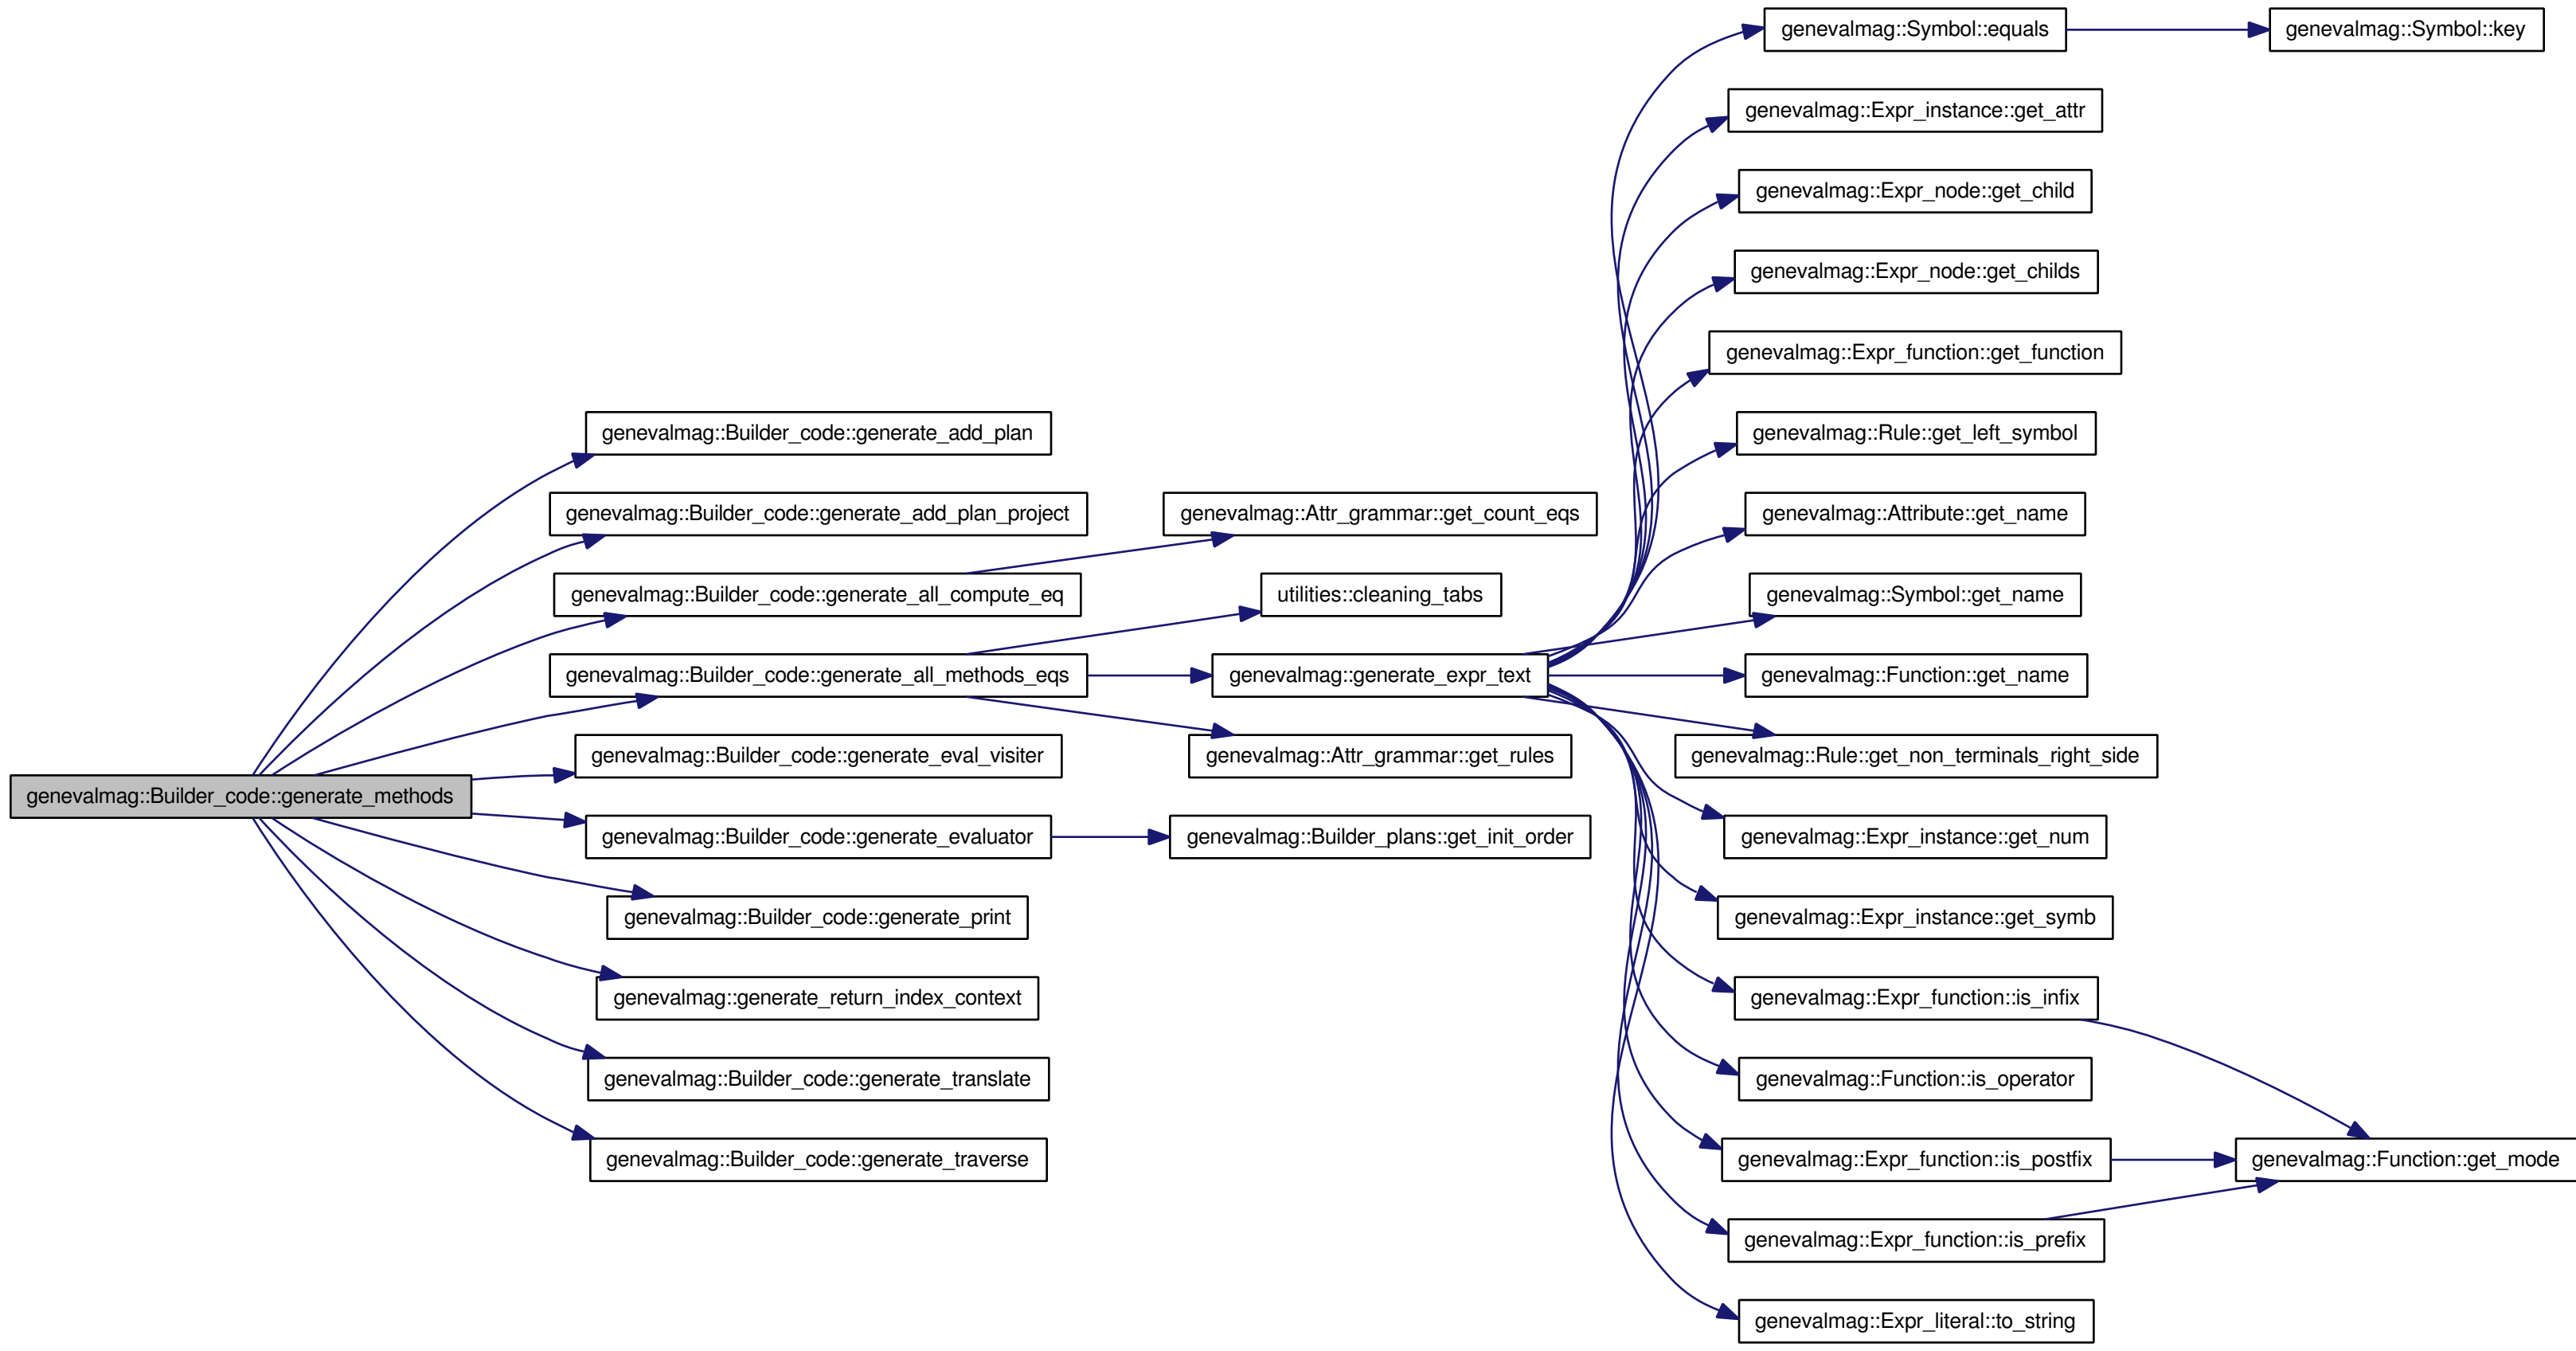 genevalmag::Symbol::equals
genevalmag::Symbol::key
genevalmag::Expr_instance::get_attr
genevalmag::Expr_node::get_child
genevalmag::Expr_node::get_childs
genevalmag::Expr_function::get_function
genevalmag::Builder_code::generate_add_plan
genevalmag::Rule::get_left_symbol
genevalmag::Builder_code::generate_add_plan_project
genevalmag::Attr_grammar::get_count_eqs
genevalmag::Attribute::get_name
genevalmag::Builder_code::generate_all_compute_eq
utilities::cleaning_tabs
genevalmag::Symbol::get_name
genevalmag::Builder_code::generate_all_methods_eqs
genevalmag::generate_expr_text
genevalmag::Function::get_name
genevalmag::Builder_code::generate_eval_visiter
genevalmag::Attr_grammar::get_rules
genevalmag::Rule::get_non_terminals_right_side
genevalmag::Builder_code::generate_methods
genevalmag::Builder_code::generate_evaluator
genevalmag::Builder_plans::get_init_order
genevalmag::Expr_instance::get_num
genevalmag::Builder_code::generate_print
genevalmag::Expr_instance::get_symb
genevalmag::generate_return_index_context
genevalmag::Expr_function::is_infix
genevalmag::Builder_code::generate_translate
genevalmag::Function::is_operator
genevalmag::Builder_code::generate_traverse
genevalmag::Expr_function::is_postfix
genevalmag::Function::get_mode
genevalmag::Expr_function::is_prefix
genevalmag::Expr_literal::to_string